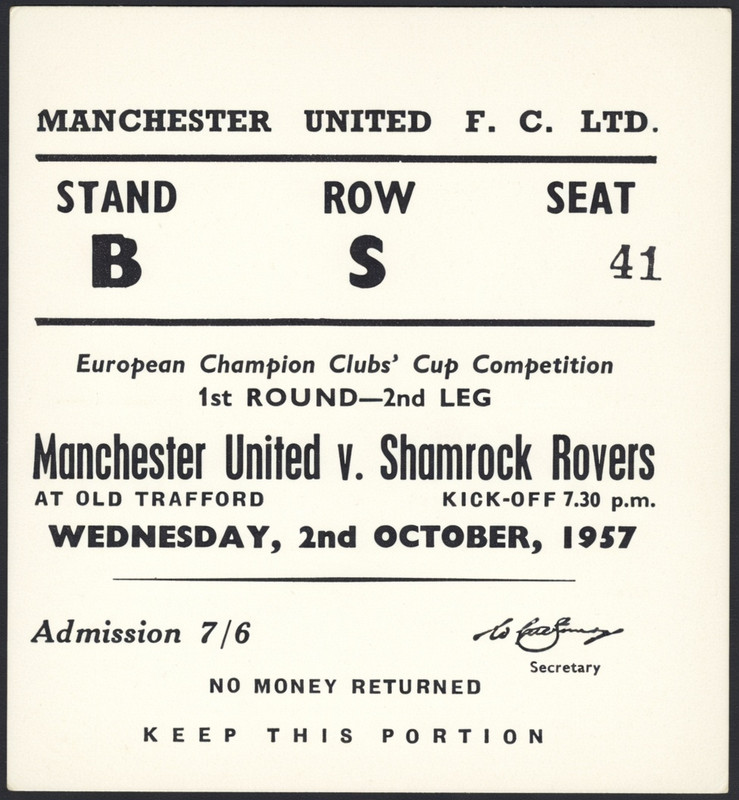 MANCHESTER UNITED F. C. LTD.
STAND ROW SEAT
B S 41
European Champion Clubs' Cup Competition
1st ROUND—2nd LEG
Manchester United v. Shamrock Rovers
AT OLD TRAFFORD KICK-OFF 7.30 p.m.
WEDNESDAY, 2nd OCTOBER, 1957
Admission 7/6
Secretary
NO MONEY RETURNED
KEEP THIS PORTION